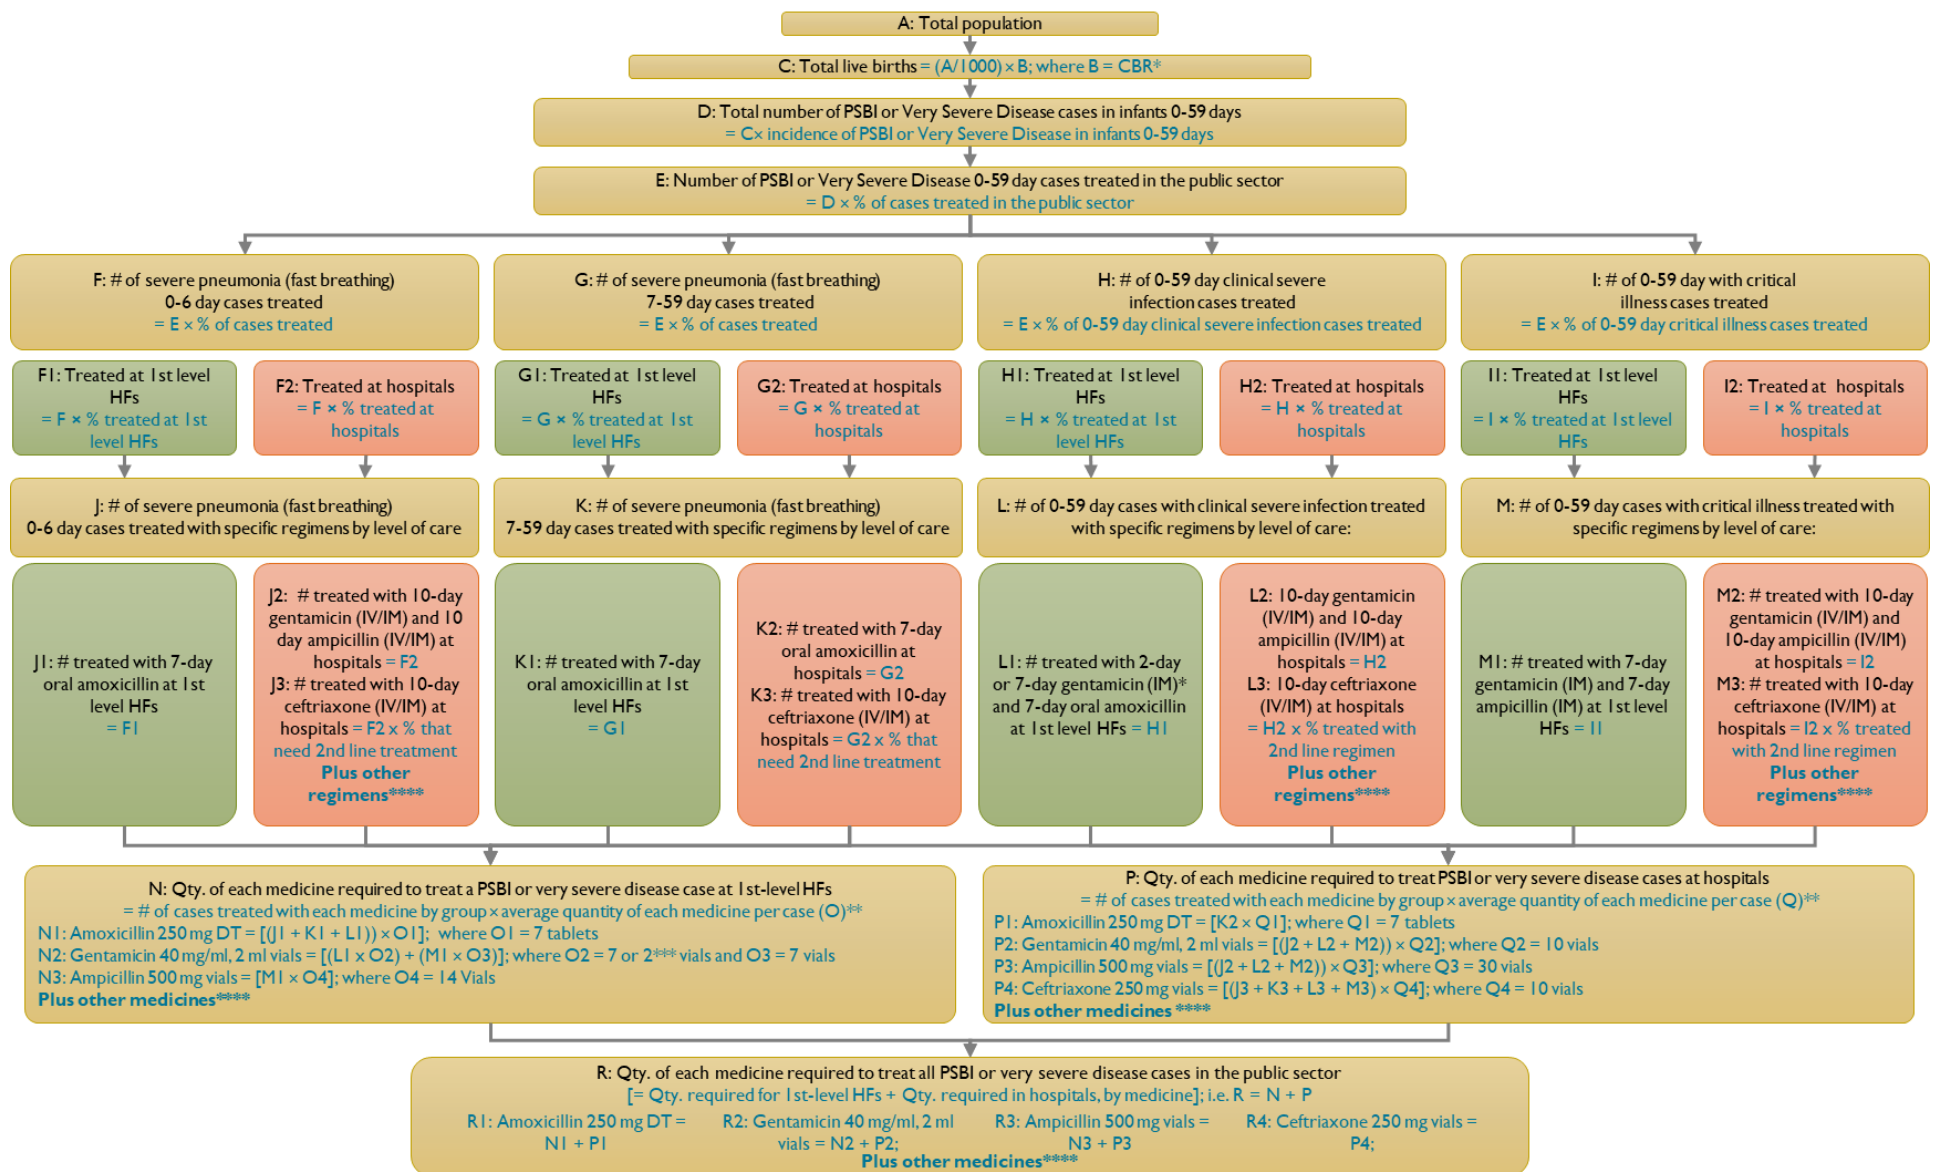 A: Total population
C: Total live births = (A/1000) × B; where B = CBR*
D: Total number of PSBI or Very Severe Disease cases in infants 0-59 days
= C× incidence of PSBI or Very Severe Disease in infants 0-59 days
E: Number of PSBI or Very Severe Disease 0-59 day cases treated in the public sector
= D × % of cases treated in the public sector
F: # of severe pneumonia (fast breathing)
0-6 day cases treated
= E × % of cases treated
G: # of severe pneumonia (fast breathing)
7-59 day cases treated
= E × % of cases treated
H: # of 0-59 day clinical severe
infection cases treated
= E × % of 0-59 day clinical severe infection cases treated
I: # of 0-59 day with critical
illness cases treated
= E × % of 0-59 day critical illness cases treated
F1: Treated at 1st level
HFs
= F × % treated at 1st
level HFs
F2: Treated at hospitals
= F × % treated at
hospitals
G1: Treated at 1st level
HFs
= G × % treated at 1st
level HFs
G2: Treated at hospitals
= G × % treated at
hospitals
H1: Treated at 1st level
HFs
= H × % treated at 1st
level HFs
H2: Treated at hospitals
= H × % treated at
hospitals
I1: Treated at 1st level
HFs
= I × % treated at 1st level
HFs
I2: Treated at hospitals
= I × % treated at
hospitals
J: # of severe pneumonia (fast breathing)
0-6 day cases treated with specific regimens by level of care
K: # of severe pneumonia (fast breathing)
7-59 day cases treated with specific regimens by level of care
L: # of 0-59 day cases with clinical severe infection treated
with specific regimens by level of care:
M: # of 0-59 day cases with critical illness treated with
specific regimens by level of care:
J1: # treated with 7-day
oral amoxicillin at 1st
level HFs
= F1
J2: # treated with 10-day
gentamicin (IV/IM) and 10
day ampicillin (IV/IM) at
hospitals = F2
J3: # treated with 10-day
ceftriaxone (IV/IM) at
hospitals = F2 x % that
need 2nd line treatment
Plus other
regimens****
K1: # treated with 7-day
oral amoxicillin at 1st
level HFs
= G1
K2: # treated with 7-day
oral amoxicillin at
hospitals = G2
K3: # treated with 10-day
ceftriaxone (IV/IM) at
hospitals = G2 x % that
need 2nd line treatment
L1: # treated with 2-day
or 7-day gentamicin (IM)*
and 7-day oral amoxicillin
at 1st level HFs = H1
L2: 10-day gentamicin
(IV/IM) and 10-day
ampicillin (IV/IM) at
hospitals = H2
L3: 10-day ceftriaxone
(IV/IM) at hospitals
= H2 x % treated with
2nd line regimen
Plus other
regimens****
M1: # treated with 7-day
gentamicin (IM) and 7-day
ampicillin (IM) at 1st level
HFs = I1
M2: # treated with 10-day
gentamicin (IV/IM) and
10-day ampicillin (IV/IM)
at hospitals = I2
M3: # treated with 10-day
ceftriaxone (IV/IM) at
hospitals = I2 x % treated
with 2nd line regimen
Plus other
regimens****
N: Qty. of each medicine required to treat a PSBI or very severe disease case at 1st-level HFs
= # of cases treated with each medicine by group × average quantity of each medicine per case (O)**
N1: Amoxicillin 250 mg DT = [(J1 + K1 + L1)) × O1]; where O1 = 7 tablets
N2: Gentamicin 40 mg/ml, 2 ml vials = [(L1 x O2) + (M1 × O3)]; where O2 = 7 or 2*** vials and O3 = 7 vials
N3: Ampicillin 500 mg vials = [M1 × O4]; where O4 = 14 Vials
Plus other medicines****
P: Qty. of each medicine required to treat PSBI or very severe disease cases at hospitals
= # of cases treated with each medicine by group × average quantity of each medicine per case (Q)**
P1: Amoxicillin 250 mg DT = [K2 × Q1]; where Q1 = 7 tablets
P2: Gentamicin 40 mg/ml, 2 ml vials = [(J2 + L2 + M2)) × Q2]; where Q2 = 10 vials
P3: Ampicillin 500 mg vials = [(J2 + L2 + M2)) × Q3]; where Q3 = 30 vials
P4: Ceftriaxone 250 mg vials = [(J3 + K3 + L3 + M3) × Q4]; where Q4 = 10 vials
Plus other medicines ****
R: Qty. of each medicine required to treat all PSBI or very severe disease cases in the public sector
[= Qty. required for 1st-level HFs + Qty. required in hospitals, by medicine]; i.e. R = N + P
R1: Amoxicillin 250 mg DT =
N1 + P1
R2: Gentamicin 40 mg/ml, 2 ml
vials = N2 + P2;
R3: Ampicillin 500 mg vials =
N3 + P3
R4: Ceftriaxone 250 mg vials =
P4;
Plus other medicines****